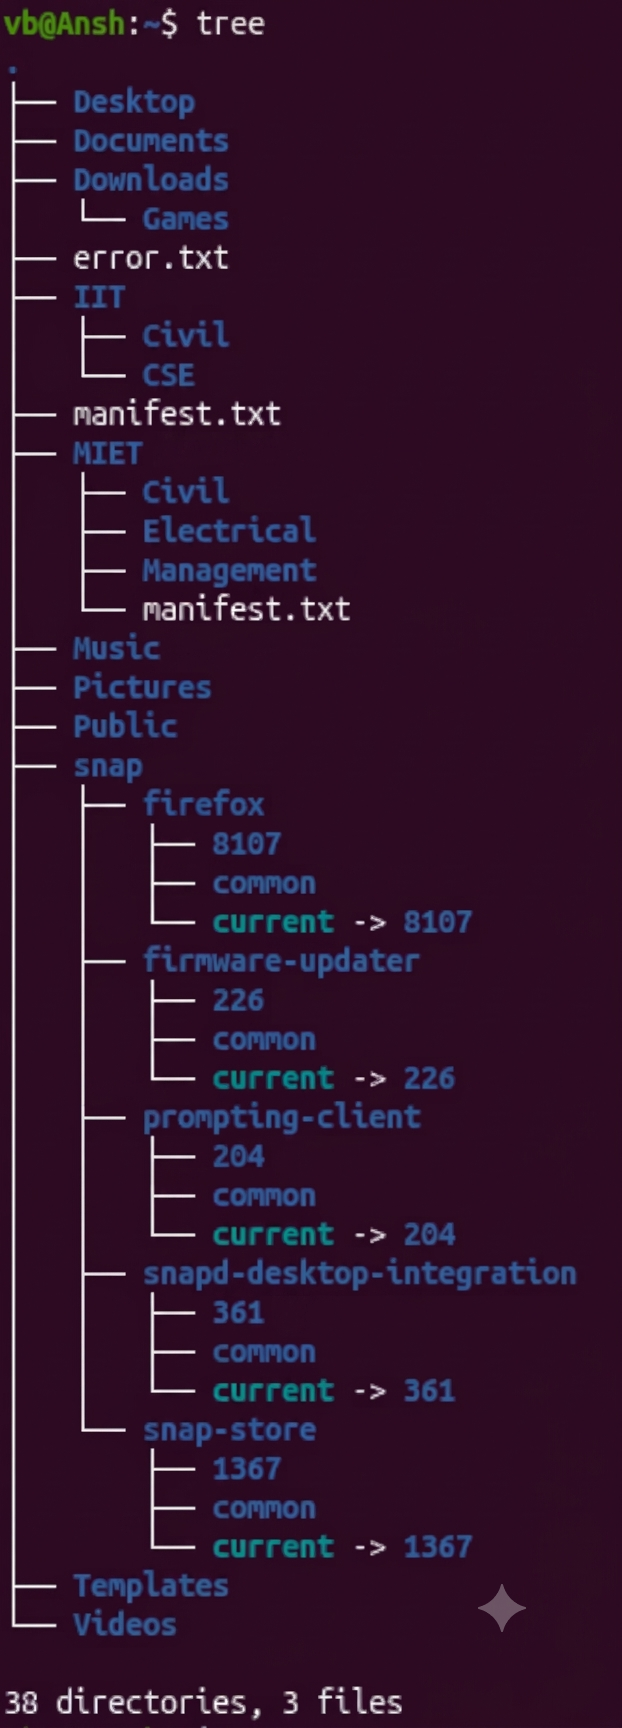 vb@Ansh:~$ tree
.
├── Desktop
├── Documents
├── Downloads
│   └── Games
├── error.txt
├── IIT
│   ├── Civil
│   └── CSE
├── manifest.txt
├── MIET
│   ├── Civil
│   ├── Electrical
│   ├── Management
│   └── manifest.txt
├── Music
├── Pictures
├── Public
├── snap
│   ├── firefox
│   │   ├── 8107
│   │   ├── common
│   │   └── current -> 8107
│   ├── firmware-updater
│   │   ├── 226
│   │   ├── common
│   │   └── current -> 226
│   ├── prompting-client
│   │   ├── 204
│   │   ├── common
│   │   └── current -> 204
│   ├── snapd-desktop-integration
│   │   ├── 361
│   │   ├── common
│   │   └── current -> 361
│   └── snap-store
│       ├── 1367
│       ├── common
│       └── current -> 1367
├── Templates
└── Videos
38 directories, 3 files